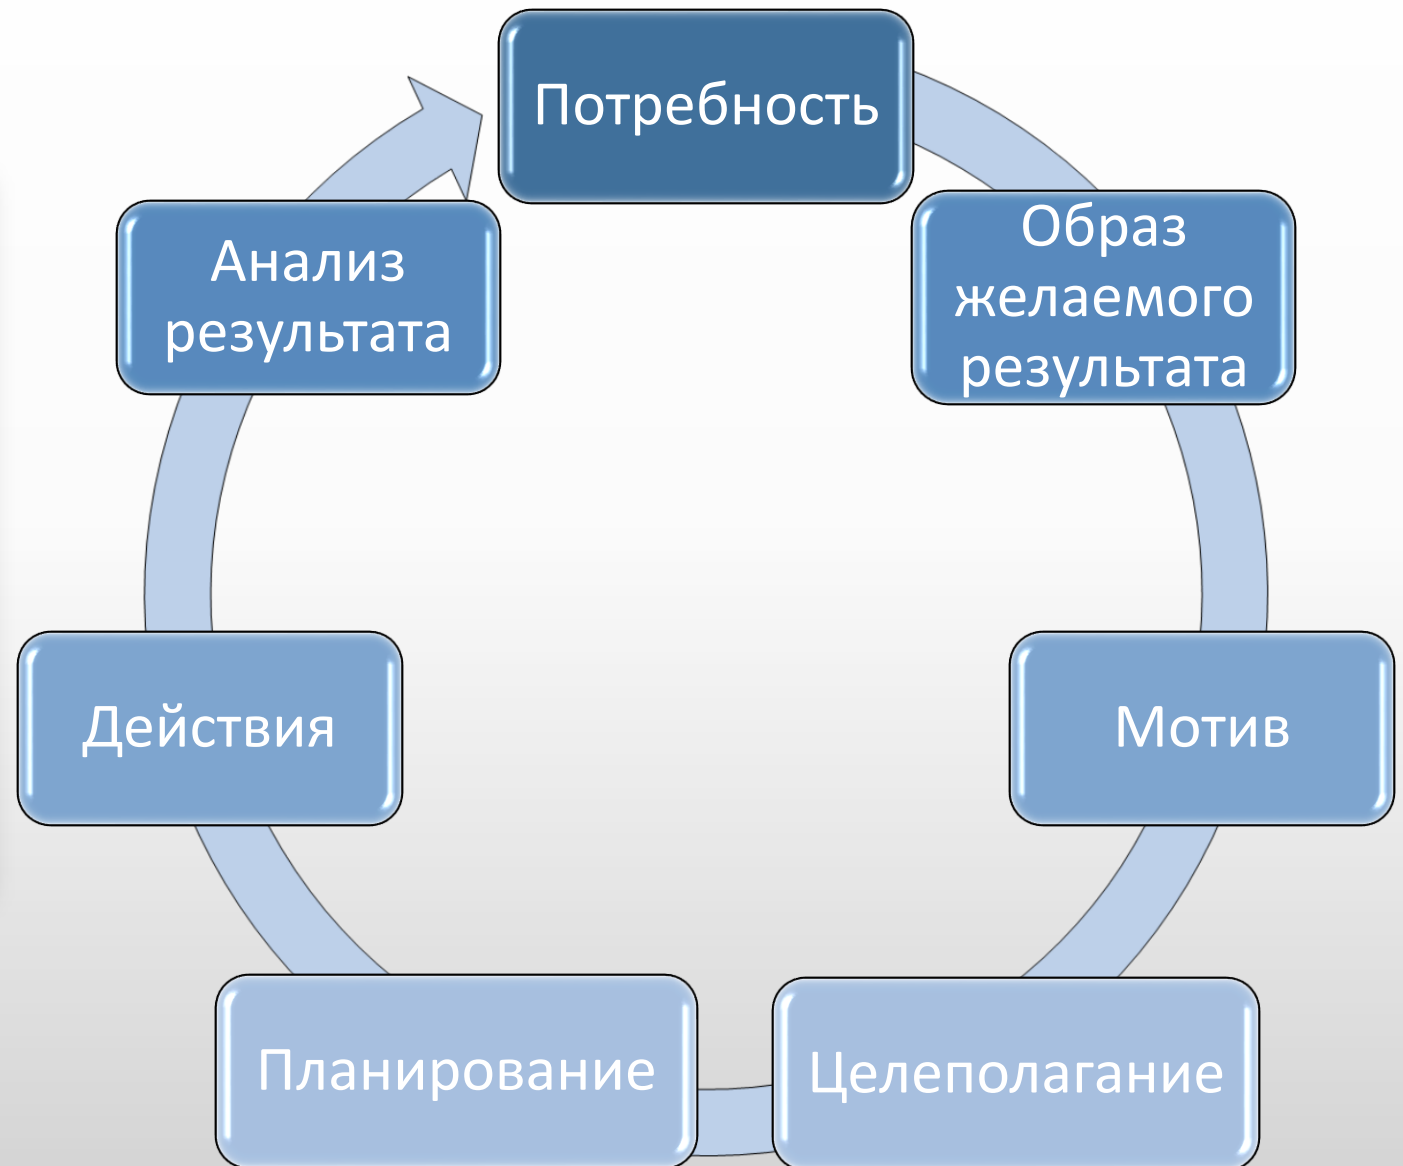 Потребность
Образ
желаемого
результата
Мотив
Целеполагание
Планирование
Действия
Анализ
результата